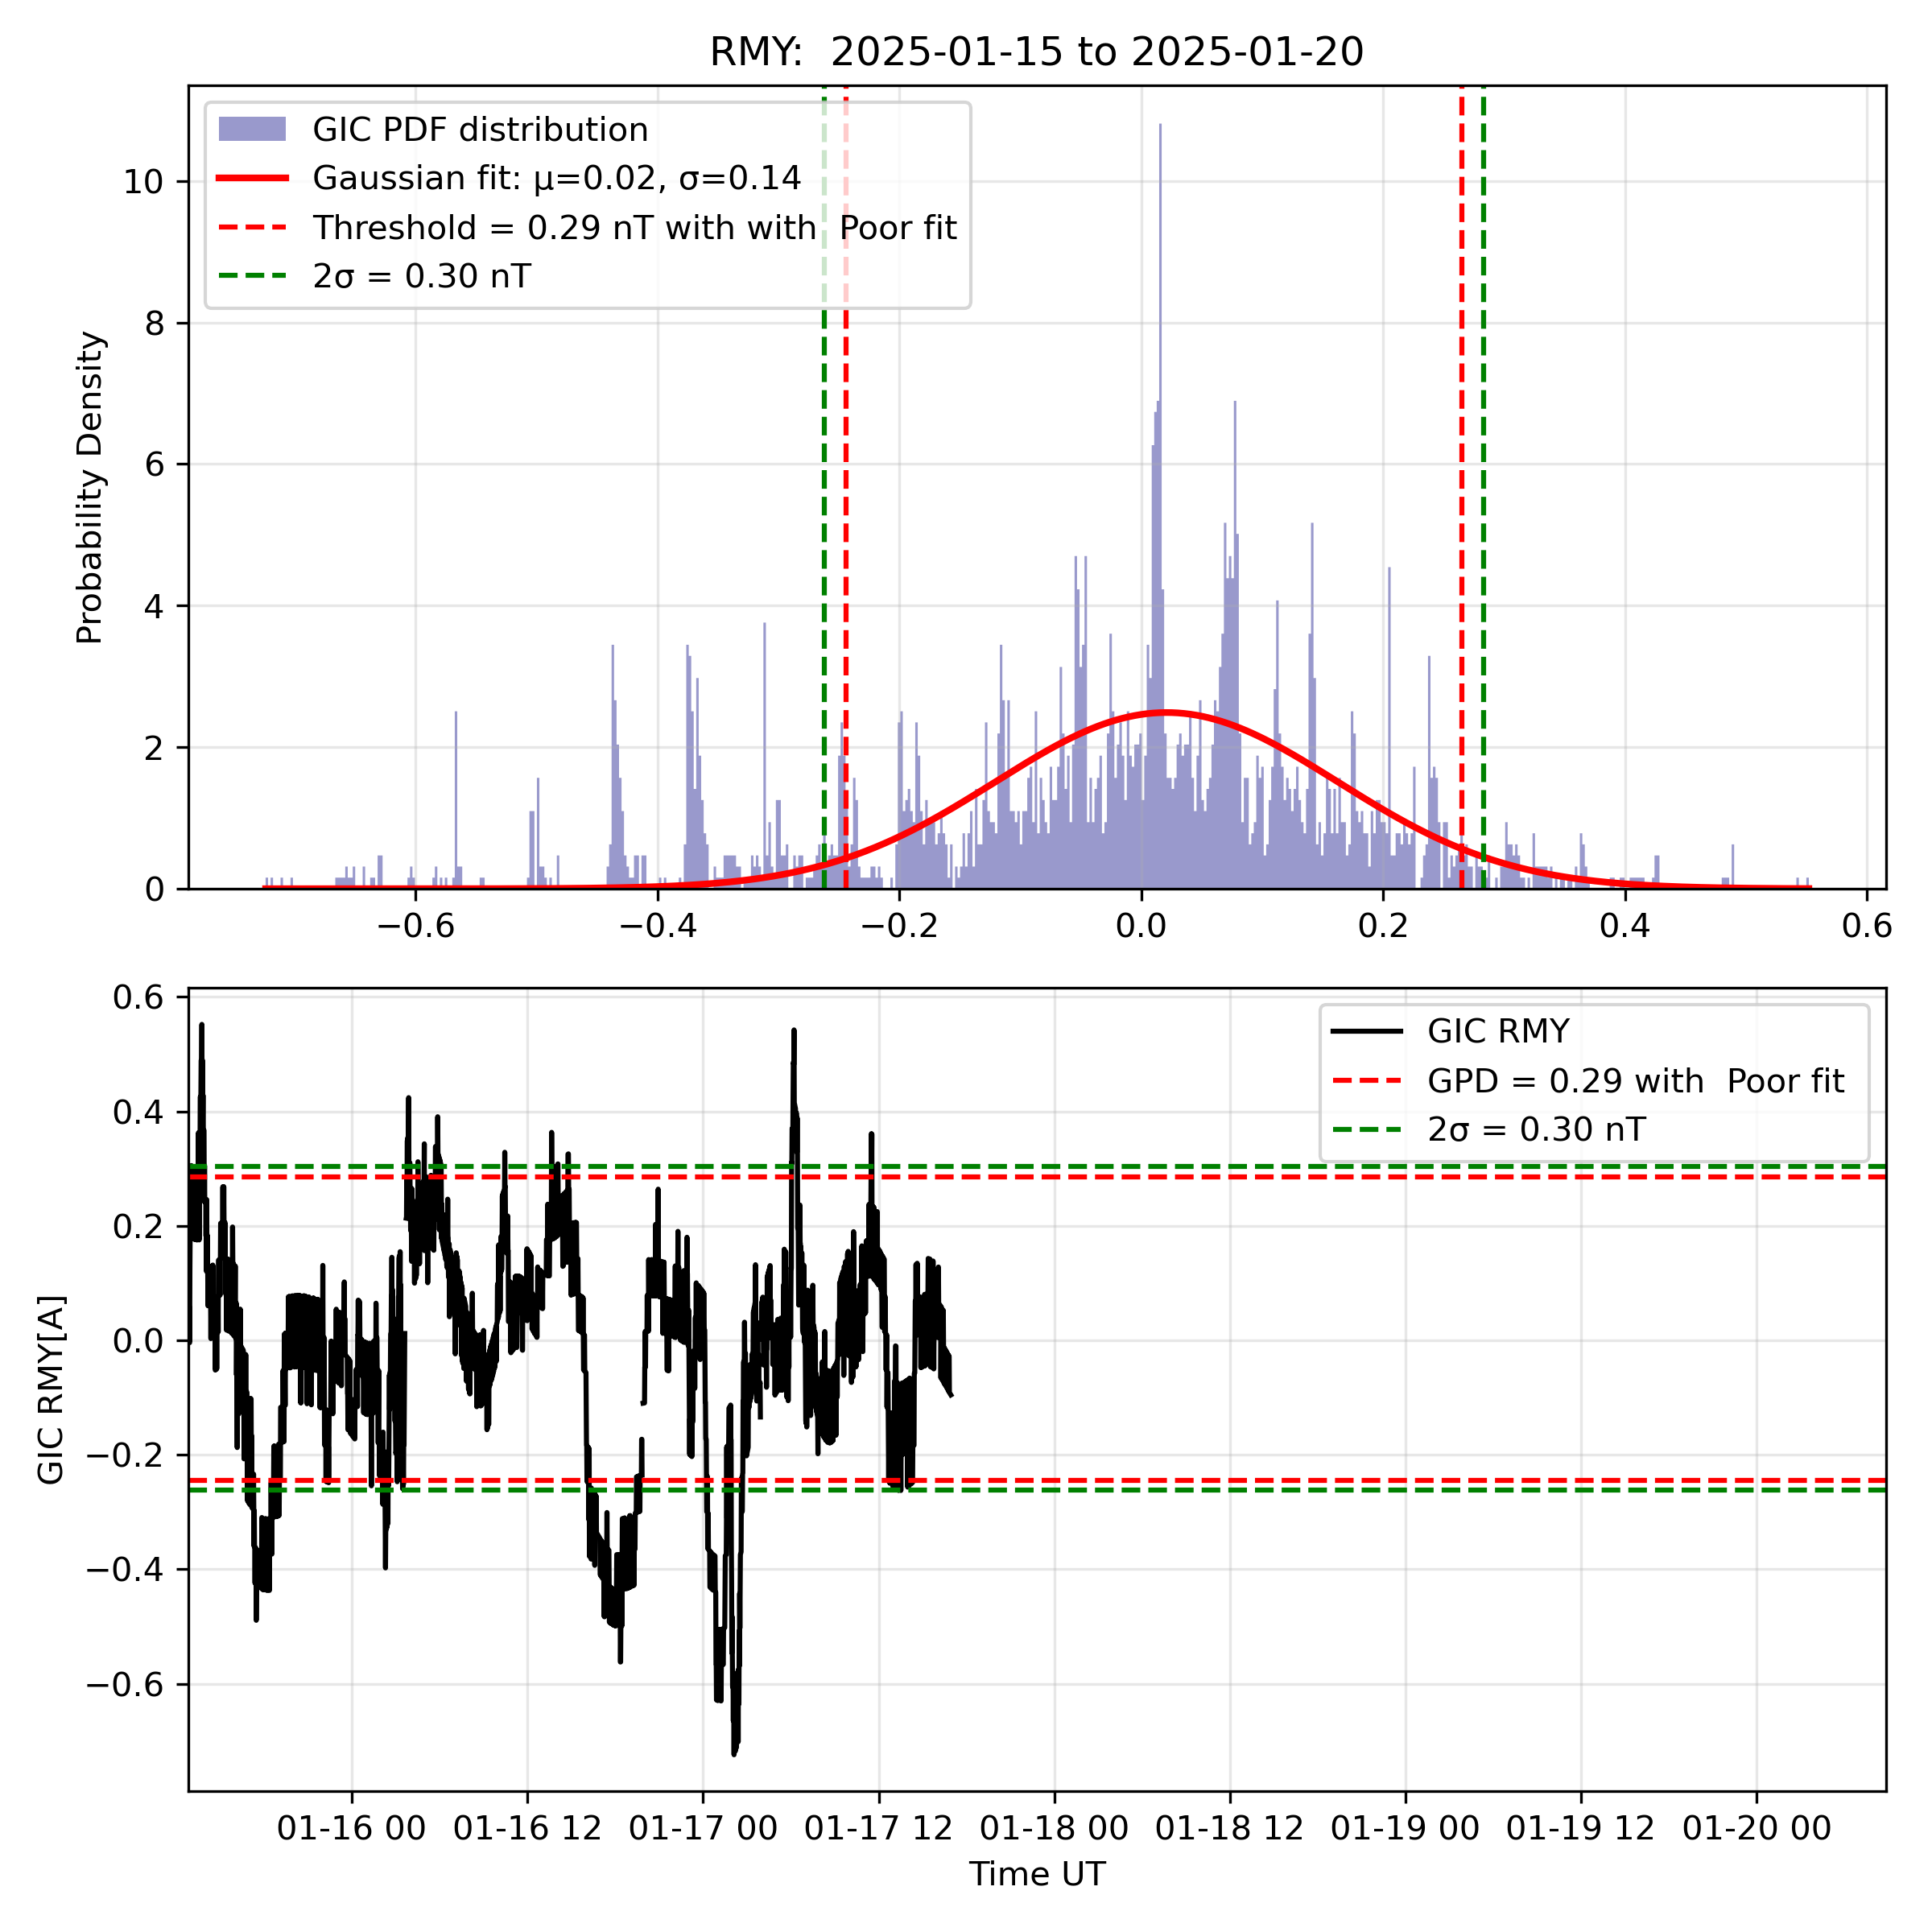 RMY:  2025-01-15 to 2025-01-20
GIC PDF distribution
Gaussian fit: μ=0.02, σ=0.14
Threshold = 0.29 nT with with  Poor fit
2σ = 0.30 nT
Probability Density
10
8
6
4
2
0
−0.6 −0.4 −0.2 0.0 0.2 0.4 0.6
GIC RMY
GPD = 0.29 with  Poor fit
2σ = 0.30 nT
GIC RMY[A]
0.6
0.4
0.2
0.0
−0.2
−0.4
−0.6
01-16 00 01-16 12 01-17 00 01-17 12 01-18 00 01-18 12 01-19 00 01-19 12 01-20 00
Time UT